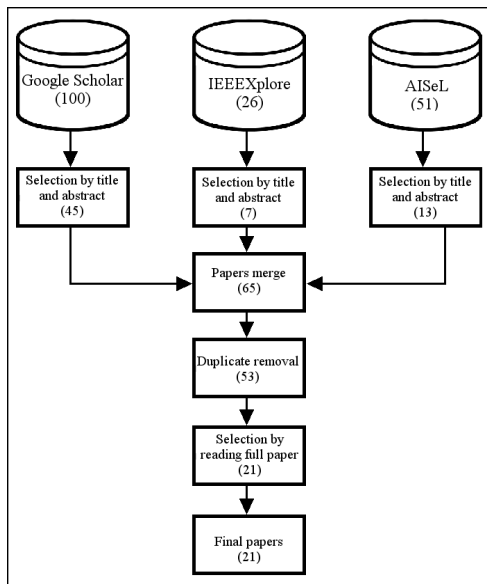 Google Scholar
(100)
IEEEXplore
(26)
AISeL
(51)
Selection by title
and abstract
(45)
Selection by title
and abstract
(7)
Selection by title
and abstract
(13)
Papers merge
(65)
Duplicate removal
(53)
Selection by
reading full paper
(21)
Final papers
(21)